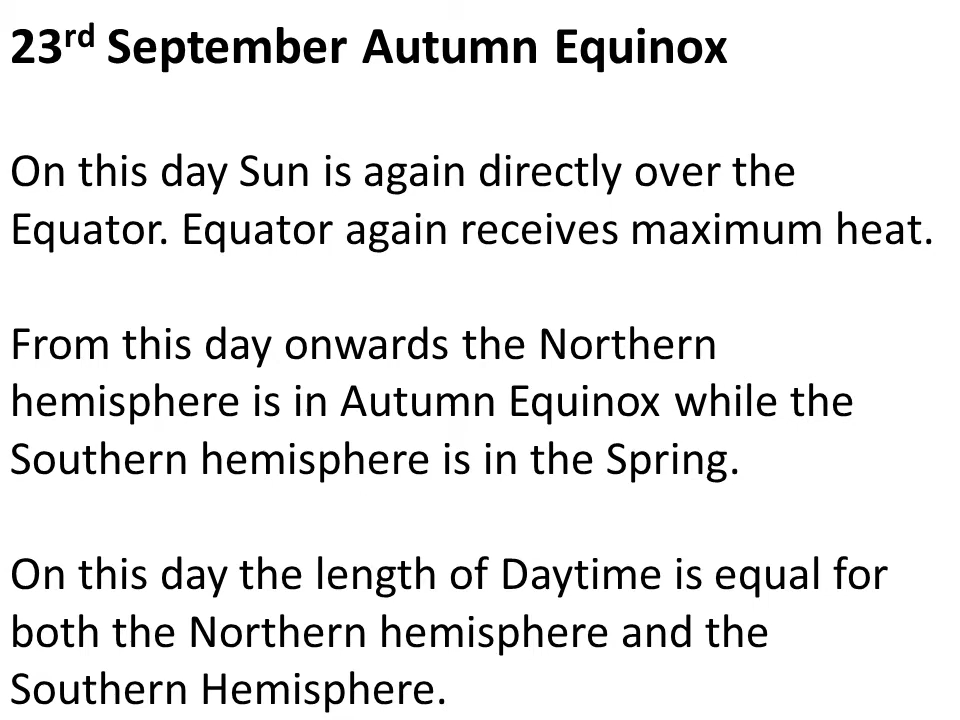 23rd September Autumn Equinox
On this day Sun is again directly over the
Equator. Equator again receives maximum heat.
From this day onwards the Northern
hemisphere is in Autumn Equinox while the
Southern hemisphere is in the Spring.
On this day the length of Daytime is equal for
both the Northern hemisphere and the
Southern Hemisphere.